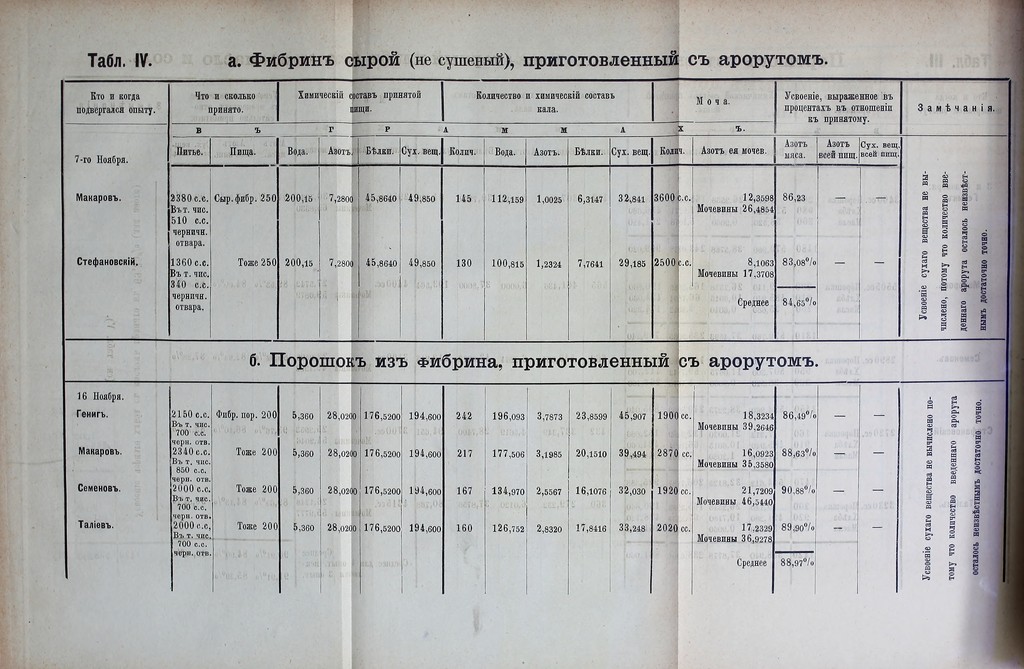 Табл. IV. а. Фибринъ сырой (не сушеный), приготовленный съ арорутомъ.
Кто и когда подвергался опыту. Что и сколько принято. Химическій составъ принятой пищи. Количество и химическій составъ кала. Моча. Усвоеніе, выраженное въ процентахъ въ отношеніи къ принятому. Замѣчанія.
В Ъ Г Р А М М А Х Ъ.
Питье. Пища. Вода. Азотъ. Бѣлки. Сух. вещ. Колич. Вода. Азотъ. Бѣлки. Сух. вещ. Колич. Азотъ ея мочев. Азотъ мяса. Азотъ всей пищ. Сух. вещ. всей пищ.
7-го Ноября.
Макаровъ. 2380 с.с. Сыр. фибр. 250 200,15 7,2800 45,8640 49,850 145 112,159 1,0025 6,3147 32,841 3600 с.с. 12,3598 86,23 — —
Въ т. чис. Мочевины 26,4854
510 с.с.
черничн.
отвара.
Стефановскій. 1360 с.с. Тоже 250 200,15 7,2800 45,8640 49,850 130 100,815 1,2324 7,7641 29,185 2500 с.с. 8,1063 83,08% — —
Въ т. чис. Мочевины 17,3708
340 с.с.
черничн.
отвара. Среднее 84,65%
Усвоеніе сухаго вещества не вы-
числено, потому что количество вве-
деннаго арорута осталось неизвѣст-
нымъ достаточно точно.
б. Порошокъ изъ фибрина, приготовленный съ арорутомъ.
16 Ноября.
Генигъ. 2150 с.с. Фибр. пор. 200 5,360 28,0200 176,5200 194,600 242 196,093 3,7873 23,8599 45,907 1900 сс. 18,3234 86,49% — —
Въ т. чис. Мочевины 39,2646
700 с.с.
черн. отв.
Макаровъ. 2340 с.с. Тоже 200 5,360 28,0200 176,5200 194,600 217 177,506 3,1985 20,1510 39,494 2870 сс. 16,0923 88,63% — —
Въ т. чис. Мочевины 35,3580
850 с.с.
черн. отв.
Семеновъ. 2000 с.с. Тоже 200 5,360 28,0200 176,5200 194,600 167 134,970 2,5567 16,1076 32,030 1920 сс. 21,7209 90.88% — —
Въ т. чис. Мочевины 46,5440
700 с.с.
черн. отв.
Таліевъ. 2000 с.с. Тоже 200 5,360 28,0200 176,5200 194,600 160 126,752 2,8320 17,8416 33,248 2020 сс. 17,2329 89,90% — —
Въ т. чис. Мочевины 36,9278
700 с.с.
черн. отв. Среднее 88,97%
Усвоеніе сухаго вещества не вычислено по-
тому что количество введеннаго арорута
осталось неизвѣстнымъ достаточно точно.